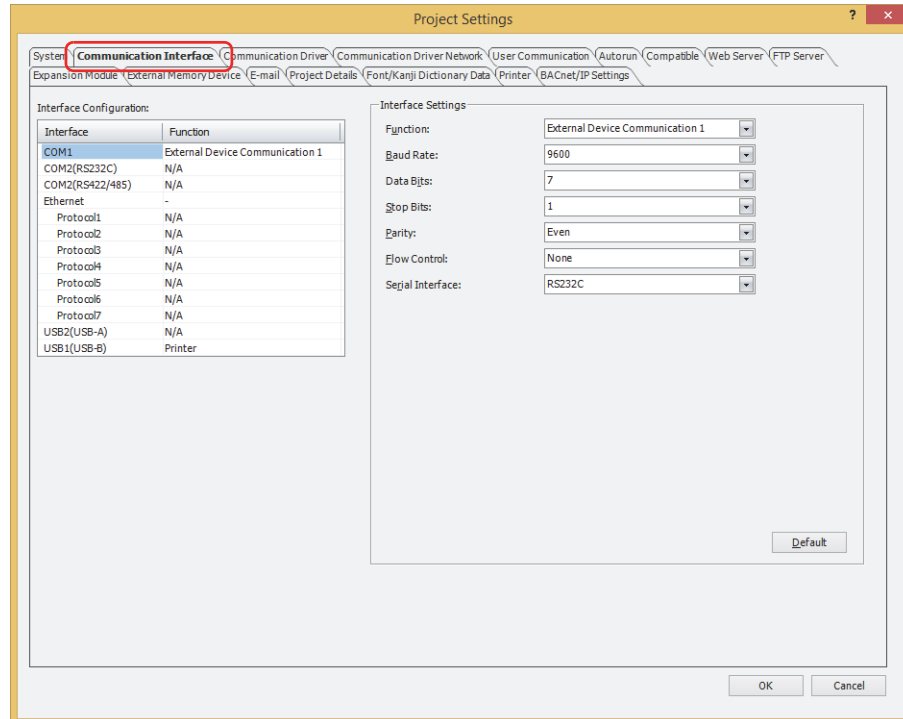 Project Settings
?
×
System Communication Interface Communication Driver Communication Driver Network User Communication Autorun Compatible Web Server FTP Server
Expansion Module External Memory Device E-mail Project Details Font/Kanji Dictionary Data Printer BACnet/IP Settings
Interface Configuration:
Interface Function
COM1 External Device Communication 1
COM2(RS232C) N/A
COM2(RS422/485) N/A
Ethernet -
Protocol1 N/A
Protocol2 N/A
Protocol3 N/A
Protocol4 N/A
Protocol5 N/A
Protocol6 N/A
Protocol7 N/A
USB2(USB-A) N/A
USB1(USB-B) Printer
Interface Settings
Function: External Device Communication 1
Baud Rate: 9600
Data Bits: 7
Stop Bits: 1
Parity: Even
Flow Control: None
Serial Interface: RS232C
Default
OK Cancel